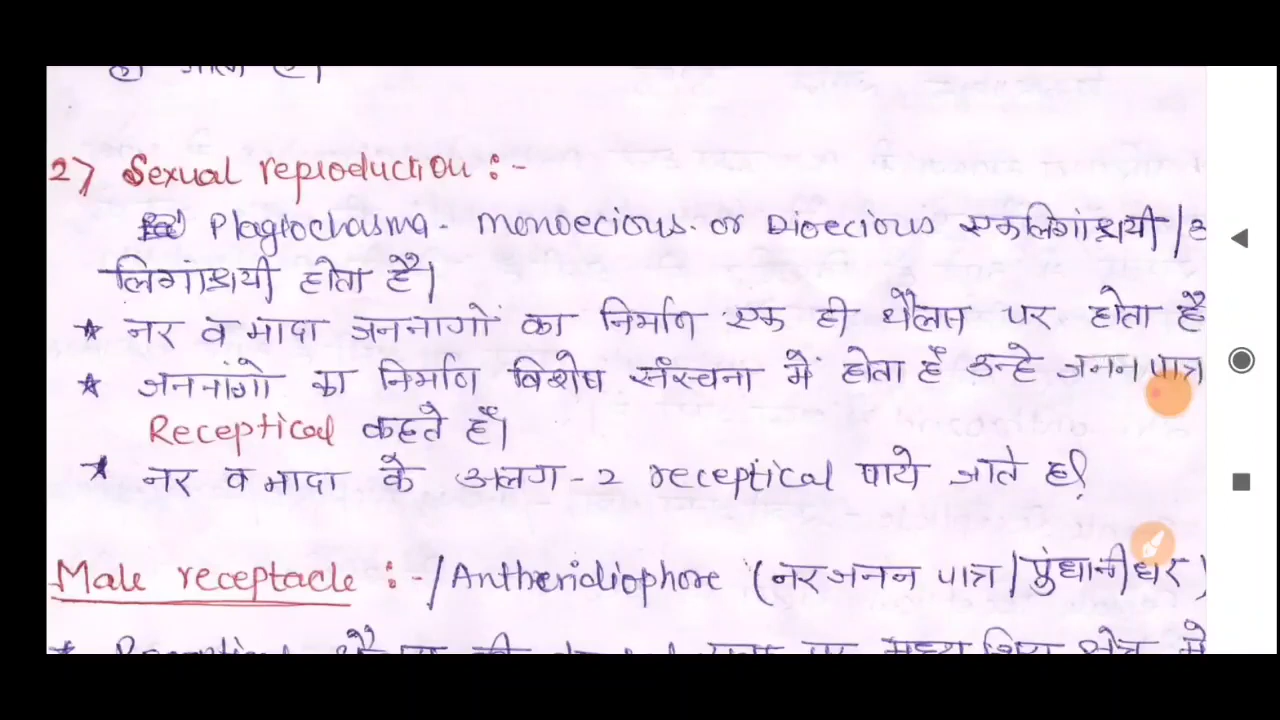 2) Sexual reproduction :-
Plagiochasma - monoecious or Dioecious एकलिंगाश्रयी /
लिंगाश्रयी होता है।
★ नर व मादा जननागों का निर्माण एक ही थैलस पर होता है
★ जननांगो का निर्माण विशेष संरचना में होता है उन्हे जनन पात्र
Receptical कहते हैं।
★ नर व मादा के अलग - 2 receptical पाये जाते है।
Male receptacle :- / Antheridiophore (नर जनन पात्र / पुंधानीधर)